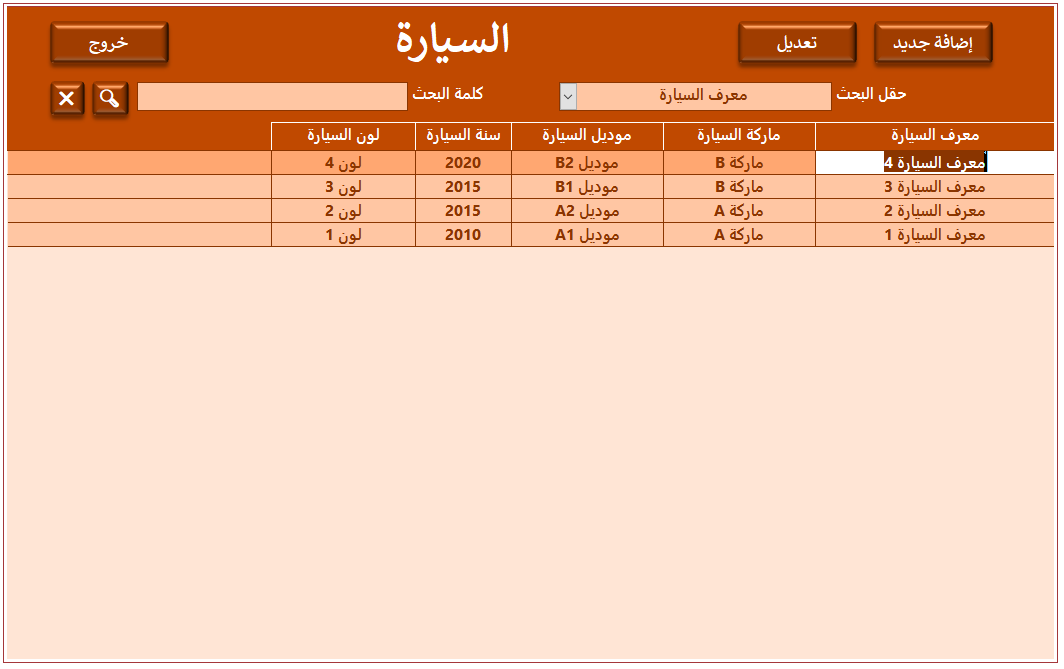 إضافة جديد تعديل السيارة خروج
حقل البحث معرف السيارة كلمة البحث
معرف السيارة ماركة السيارة موديل السيارة سنة السيارة لون السيارة
معرف السيارة 4 ماركة B موديل B2 2020 لون 4
معرف السيارة 3 ماركة B موديل B1 2015 لون 3
معرف السيارة 2 ماركة A موديل A2 2015 لون 2
معرف السيارة 1 ماركة A موديل A1 2010 لون 1